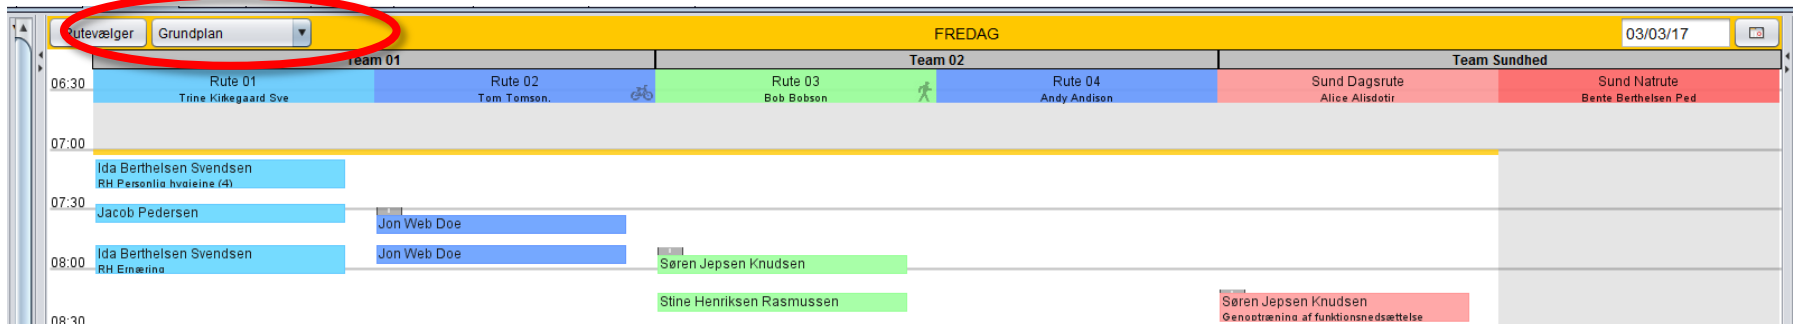 Rutevælger Grundplan FREDAG 03/03/17
Team 01 Team 02 Team Sundhed
06:30 Rute 01 Rute 02 Rute 03 Rute 04 Sund Dagsrute Sund Natrute
Trine Kirkegaard Sve Tom Tomson, Bob Bobson Andy Andison Alice Alisdotir Bente Berthelsen Ped
07:00
Ida Berthelsen Svendsen
RH Personlig hygiejne (4)
07:30 Jacob Pedersen
Jon Web Doe
Ida Berthelsen Svendsen Jon Web Doe
08:00 RH Ernæring Søren Jepsen Knudsen
Stine Henriksen Rasmussen Søren Jepsen Knudsen
08:30 Genoptræning af funktionsnedsættelse